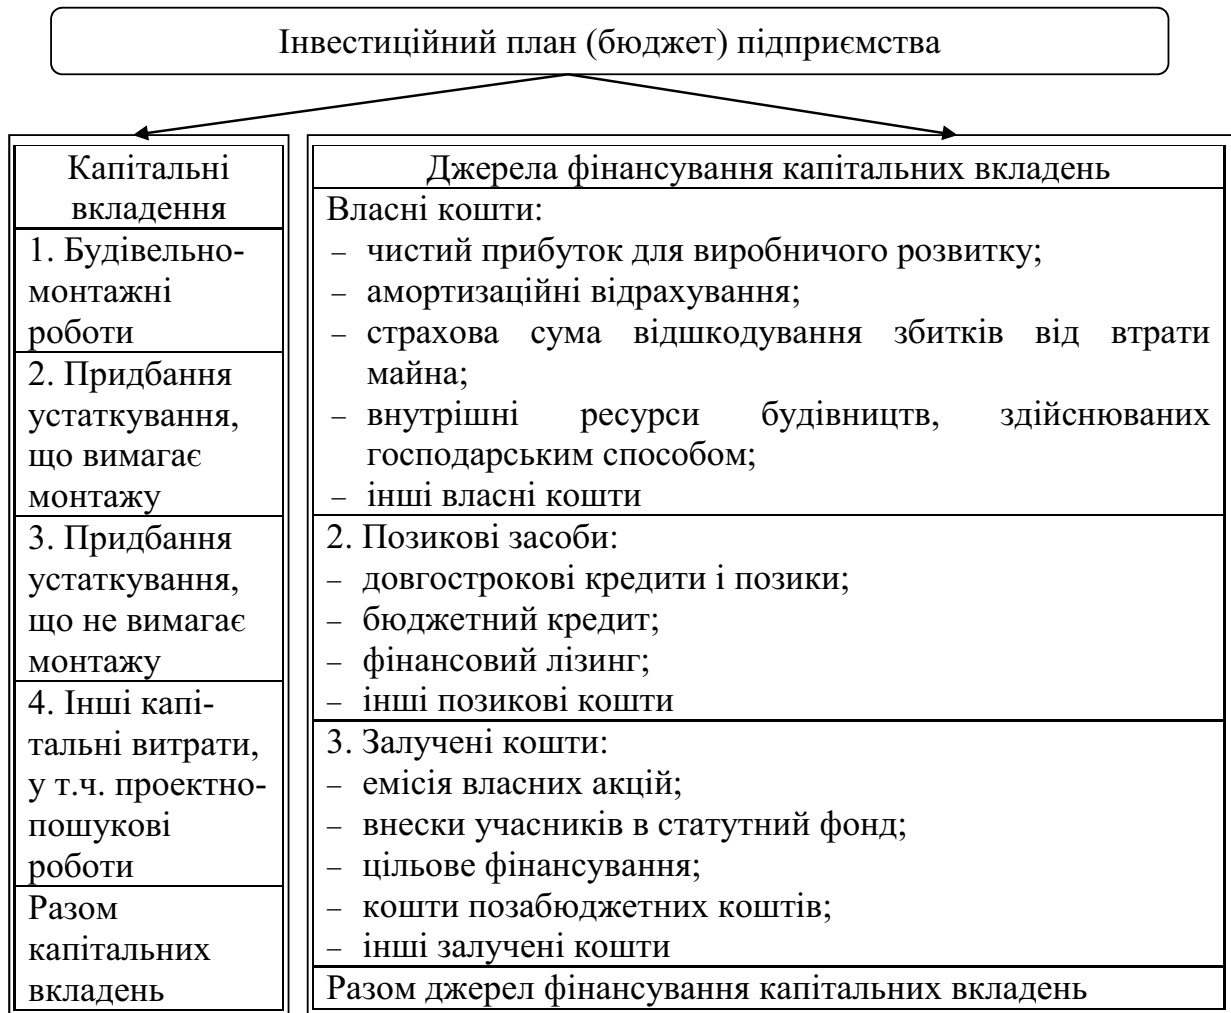 Інвестиційний план (бюджет) підприємства
Капітальні
вкладення
1. Будівельно-
монтажні
роботи
2. Придбання
устаткування,
що вимагає
монтажу
3. Придбання
устаткування,
що не вимагає
монтажу
4. Інші капі-
тальні витрати,
у т.ч. проектно-
пошукові
роботи
Разом
капітальних
вкладень
Джерела фінансування капітальних вкладень
Власні кошти:
– чистий прибуток для виробничого розвитку;
– амортизаційні відрахування;
– страхова сума відшкодування збитків від втрати
майна;
– внутрішні ресурси будівництв, здійснюваних
господарським способом;
– інші власні кошти
2. Позикові засоби:
– довгострокові кредити і позики;
– бюджетний кредит;
– фінансовий лізинг;
– інші позикові кошти
3. Залучені кошти:
– емісія власних акцій;
– внески учасників в статутний фонд;
– цільове фінансування;
– кошти позабюджетних коштів;
– інші залучені кошти
Разом джерел фінансування капітальних вкладень